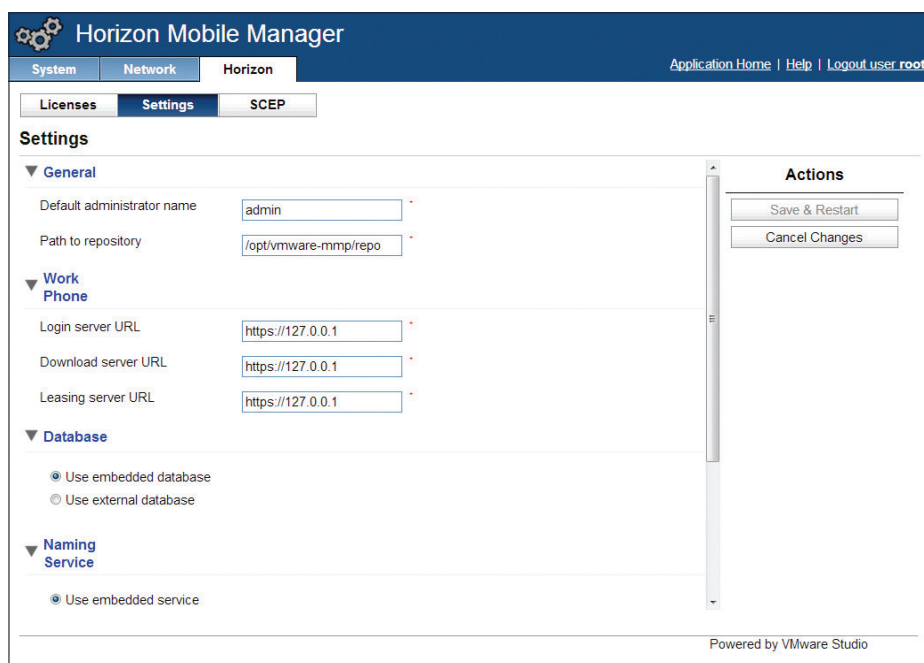 Horizon Mobile Manager
System Network Horizon
Application Home | Help | Logout user root
Licenses Settings SCEP
Settings
General
Default administrator name admin *
Path to repository /opt/vmware-mmp/repo *
Work
Phone
Login server URL https://127.0.0.1 *
Download server URL https://127.0.0.1 *
Leasing server URL https://127.0.0.1 *
Database
Use embedded database
Use external database
Naming
Service
Use embedded service
Actions
Save & Restart
Cancel Changes
Powered by VMware Studio